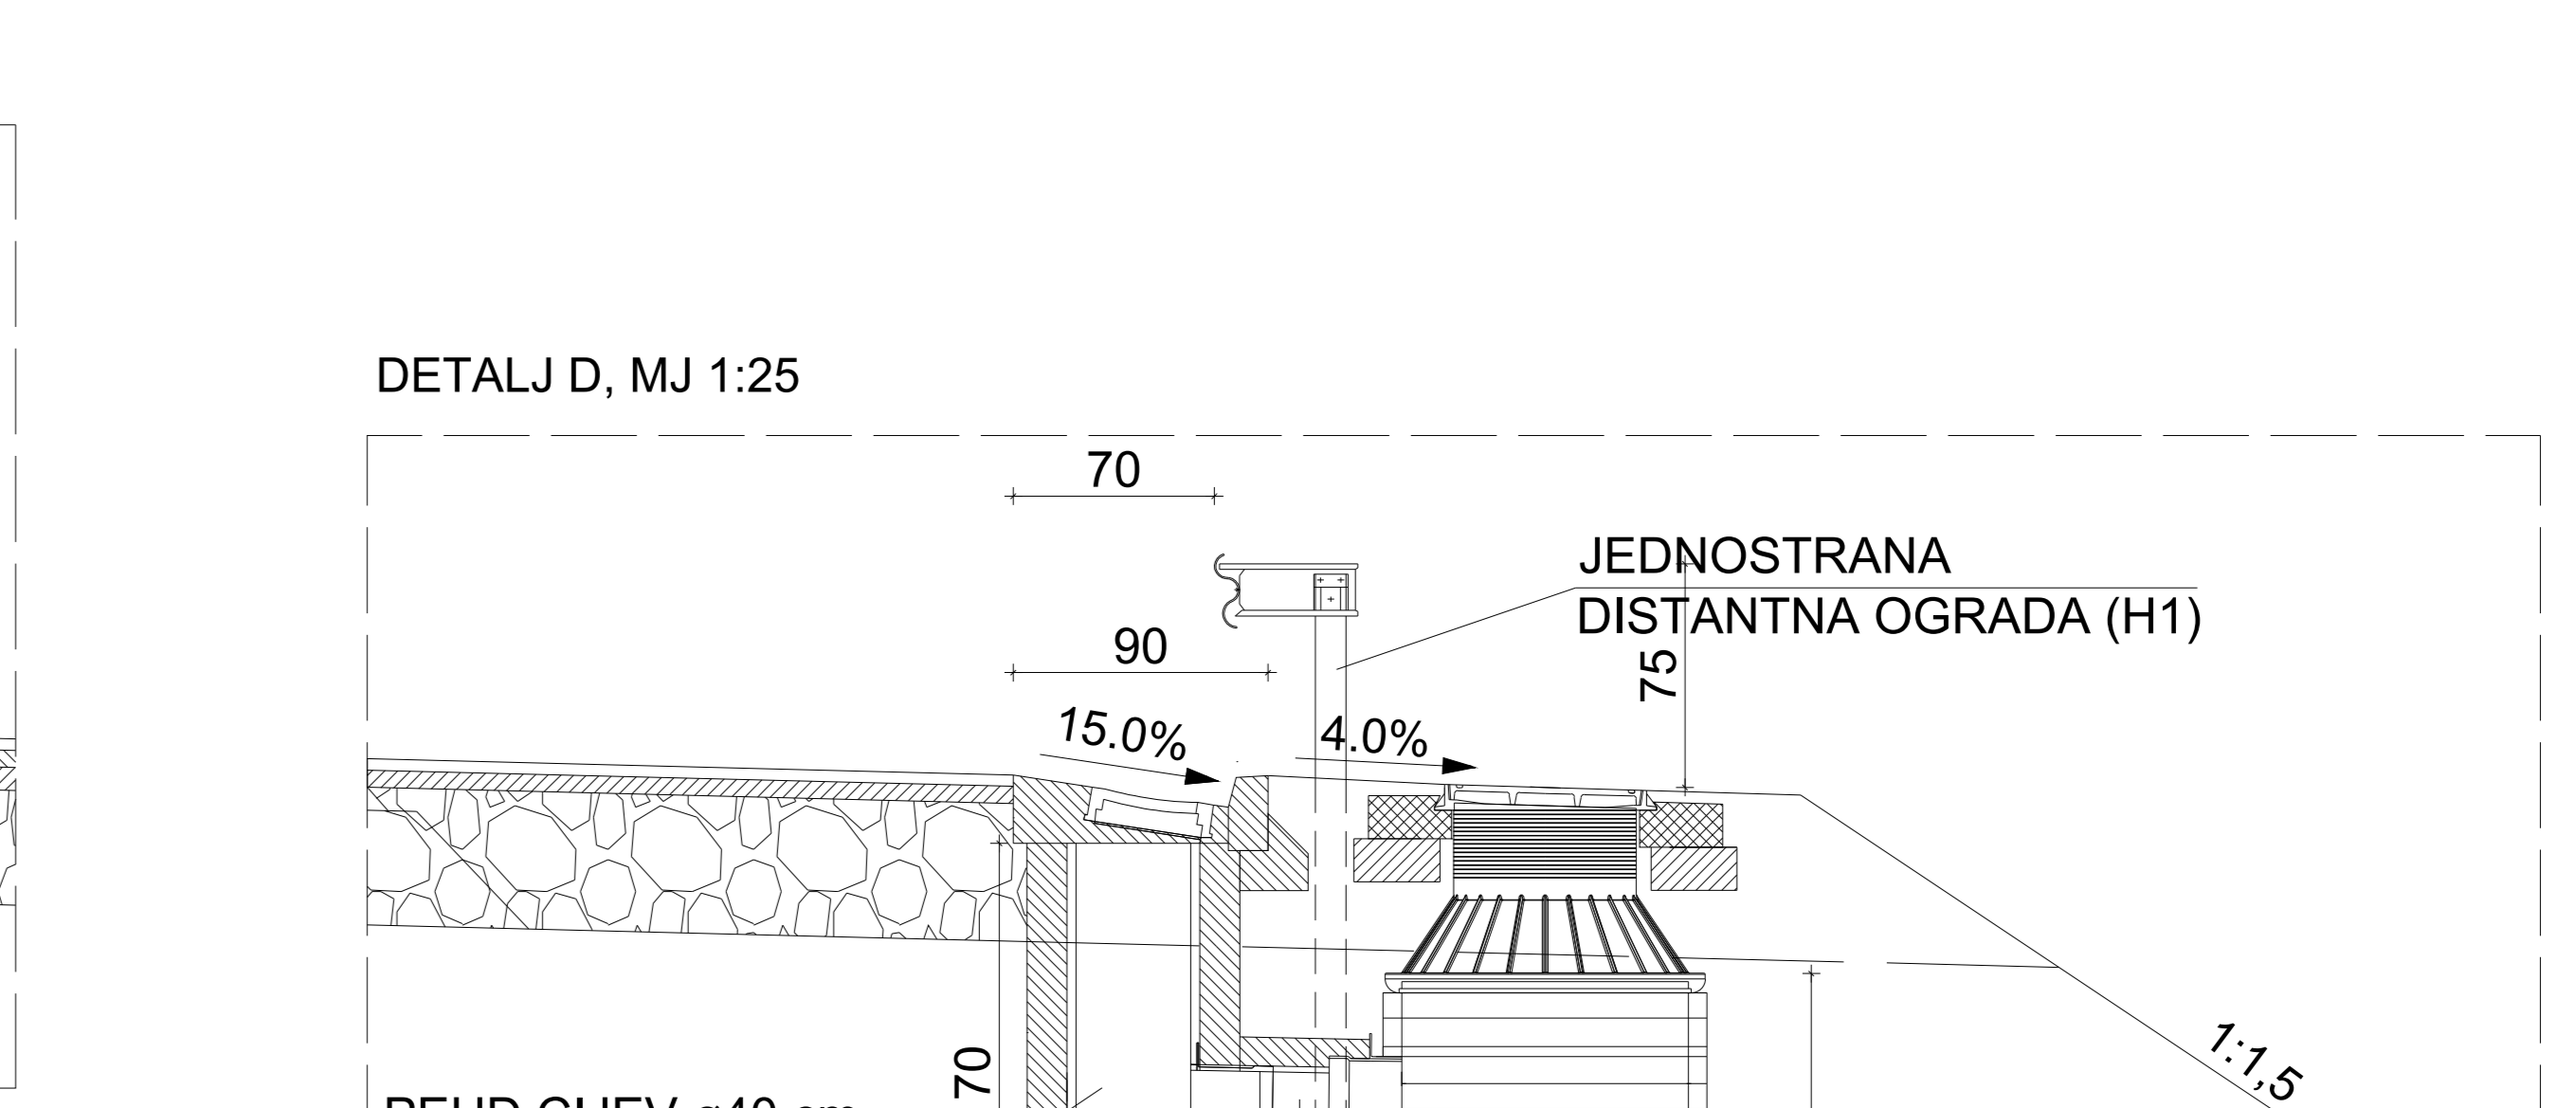 DETALJ D, MJ 1:25
70
JEDNOSTRANA
DISTANTNA OGRADA (H1)
90
75
15.0%
4.0%
70
1:1,5